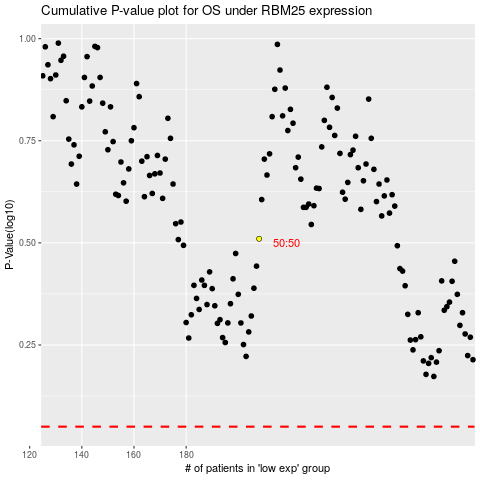 Cumulative P-value plot for OS under RBM25 expression
P-Value(log10)
1.00
0.75
0.50
0.25
50:50
120 140 160 180
# of patients in 'low exp' group